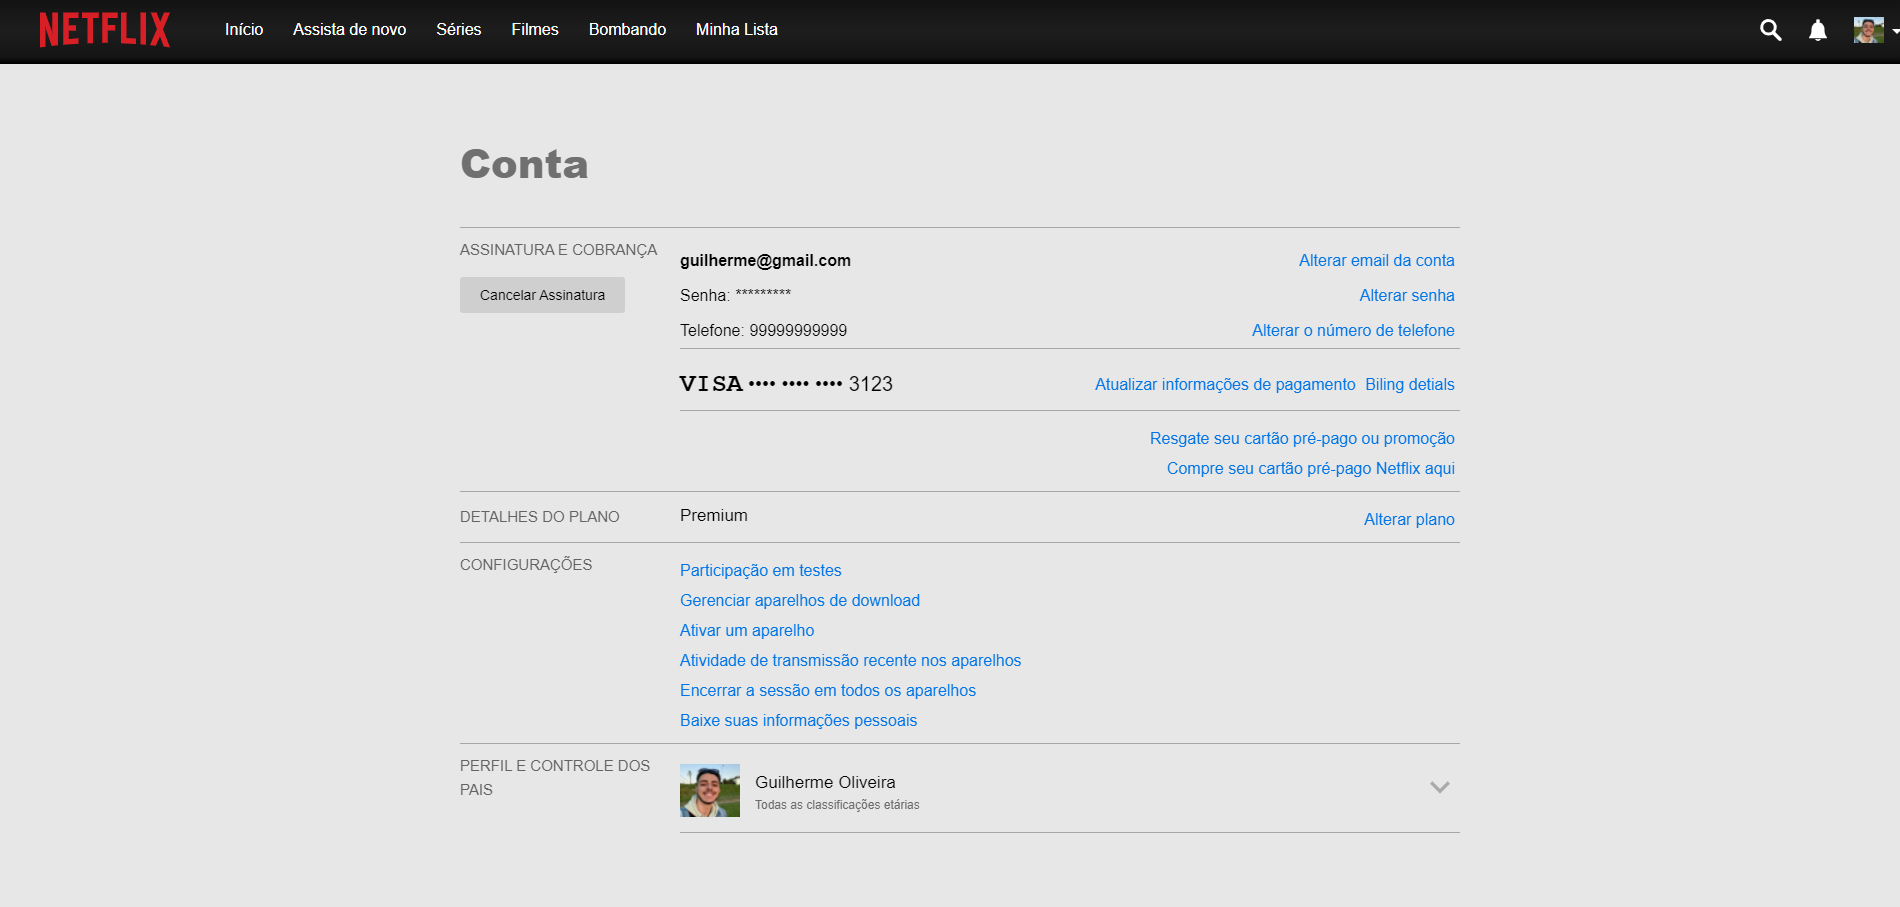 NETFLIX
Início Assista de novo Séries Filmes Bombando Minha Lista
Conta
ASSINATURA E COBRANÇA
Cancelar Assinatura
guilherme@gmail.com Alterar email da conta
Senha: ********* Alterar senha
Telefone: 99999999999 Alterar o número de telefone
VISA •••• •••• •••• 3123 Atualizar informações de pagamento Biling detials
Resgate seu cartão pré-pago ou promoção
Compre seu cartão pré-pago Netflix aqui
DETALHES DO PLANO Premium Alterar plano
CONFIGURAÇÕES
Participação em testes
Gerenciar aparelhos de download
Ativar um aparelho
Atividade de transmissão recente nos aparelhos
Encerrar a sessão em todos os aparelhos
Baixe suas informações pessoais
PERFIL E CONTROLE DOS
PAIS
Guilherme Oliveira
Todas as classificações etárias